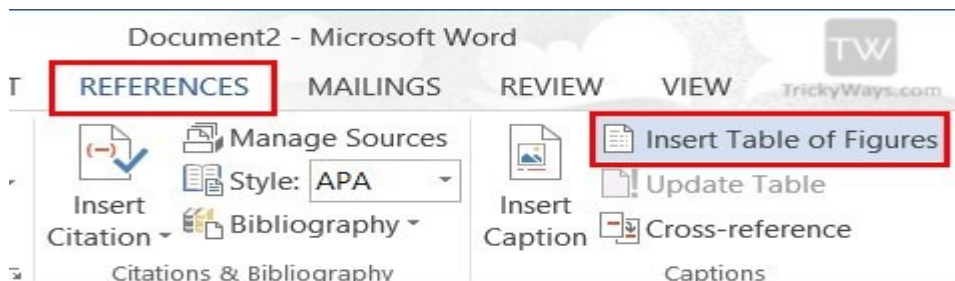 Document2 - Microsoft Word
TW
TrickyWays.com
T REFERENCES MAILINGS REVIEW VIEW
(-)
Insert
Citation
Manage Sources
Style: APA
Bibliography
Citations & Bibliography
Insert
Caption
Insert Table of Figures
Update Table
Cross-reference
Captions